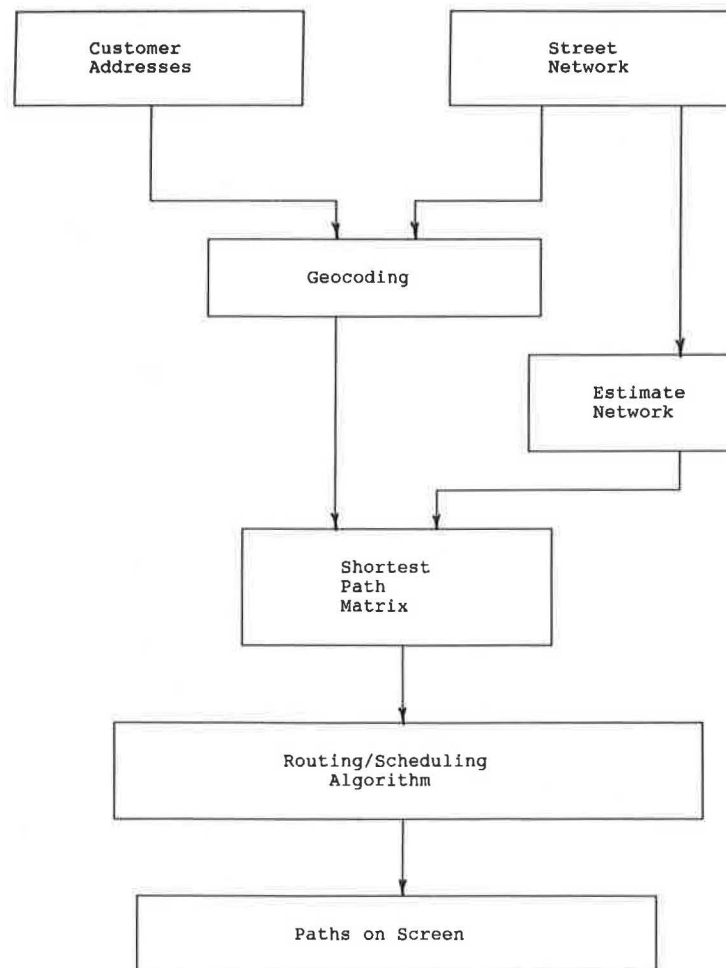 Customer
Addresses
Street
Network
Geocoding
Estimate
Network
Shortest
Path
Matrix
Routing/Scheduling
Algorithm
Paths on Screen